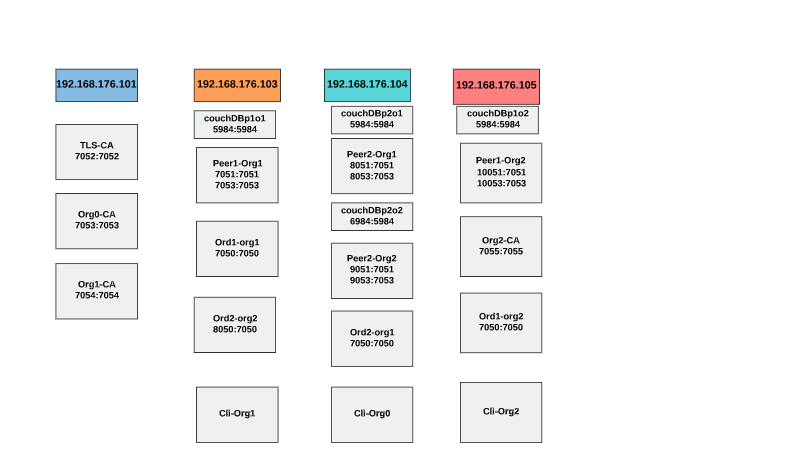 192.168.176.101
TLS-CA
7052:7052
Org0-CA
7053:7053
Org1-CA
7054:7054
192.168.176.103
couchDBp1o1
5984:5984
Peer1-Org1
7051:7051
7053:7053
Ord1-org1
7050:7050
Ord2-org2
8050:7050
Cli-Org1
192.168.176.104
couchDBp2o1
5984:5984
Peer2-Org1
8051:7051
8053:7053
couchDBp2o2
6984:5984
Peer2-Org2
9051:7051
9053:7053
Ord2-org1
7050:7050
Cli-Org0
192.168.176.105
couchDBp1o2
5984:5984
Peer1-Org2
10051:7051
10053:7053
Org2-CA
7055:7055
Ord1-org2
7050:7050
Cli-Org2